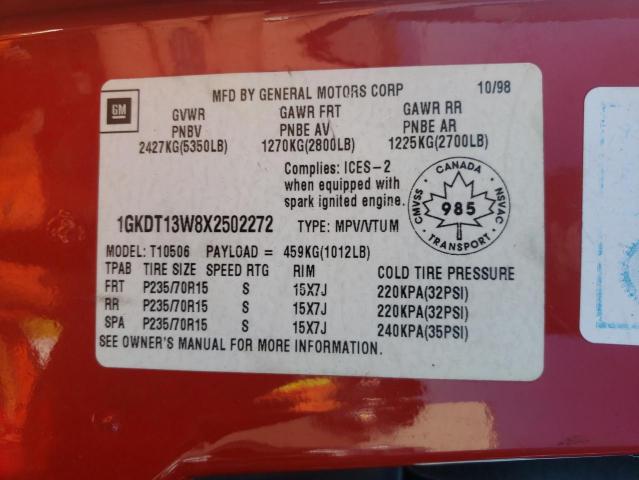 MFD BY GENERAL MOTORS CORP 10/98
GM
GVWR GAWR FRT GAWR RR
PNBV PNBE AV PNBE AR
2427KG(5350LB) 1270KG(2800LB) 1225KG(2700LB)
Complies: ICES-2
when equipped with
spark ignited engine.
CANADA
CMVSS
985
NSVAC
TRANSPORT
1GKDT13W8X2502272 TYPE: MPV/VTUM
MODEL: T10506 PAYLOAD = 459KG(1012LB)
TPAB TIRE SIZE SPEED RTG RIM COLD TIRE PRESSURE
FRT P235/70R15 S 15X7J 220KPA(32PSI)
RR P235/70R15 S 15X7J 220KPA(32PSI)
SPA P235/70R15 S 15X7J 240KPA(35PSI)
SEE OWNER'S MANUAL FOR MORE INFORMATION.